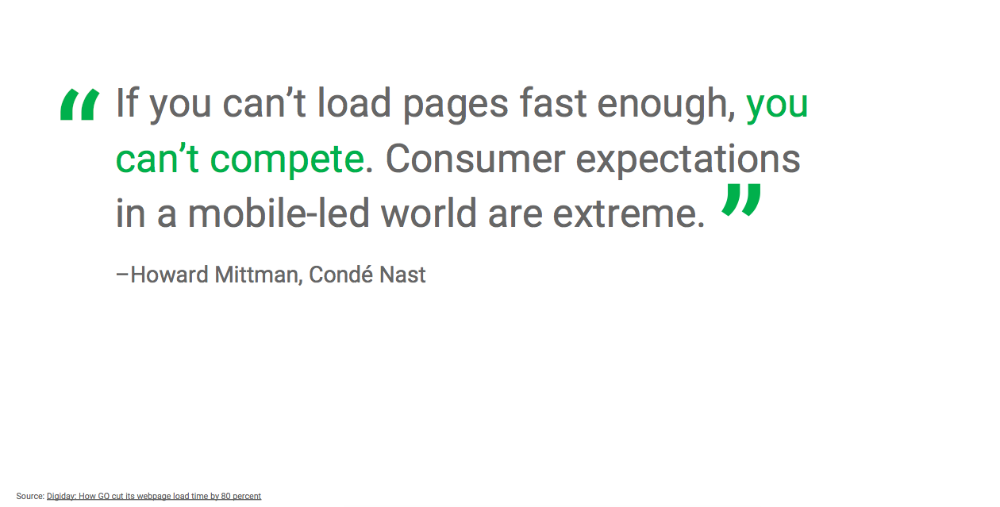 “ If you can’t load pages fast enough, you
can’t compete. Consumer expectations
in a mobile-led world are extreme. ”
–Howard Mittman, Condé Nast
Source: Digiday: How GQ cut its webpage load time by 80 percent